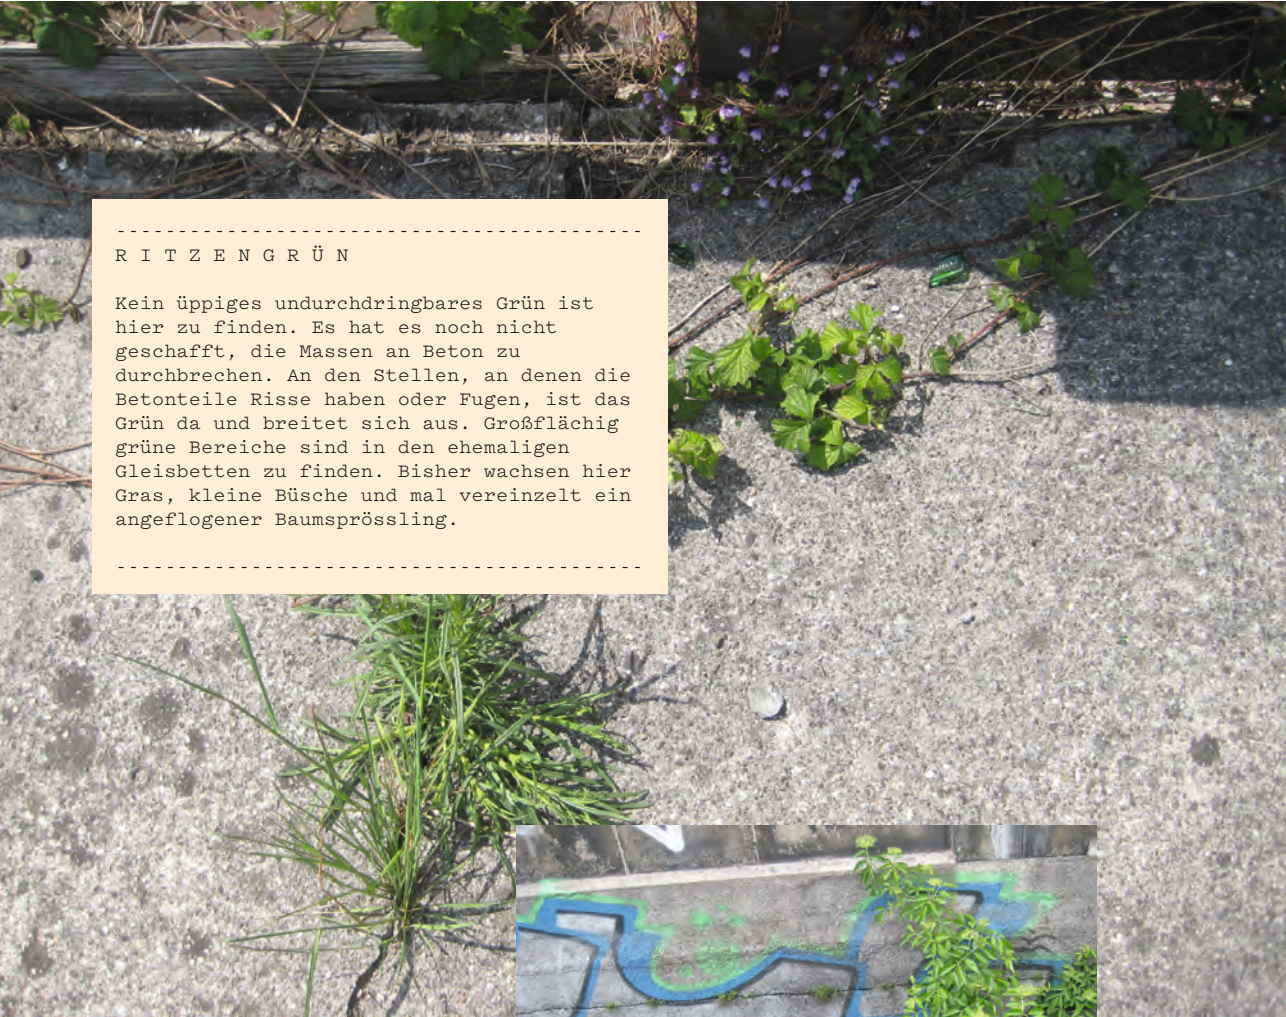 -------------------------------------------
R I T Z E N G R Ü N
Kein üppiges undurchdringbares Grün ist
hier zu finden. Es hat es noch nicht
geschafft, die Massen an Beton zu
durchbrechen. An den Stellen, an denen die
Betonteile Risse haben oder Fugen, ist das
Grün da und breitet sich aus. Großflächig
grüne Bereiche sind in den ehemaligen
Gleisbetten zu finden. Bisher wachsen hier
Gras, kleine Büsche und mal vereinzelt ein
angeflogener Baumsprössling.
-------------------------------------------